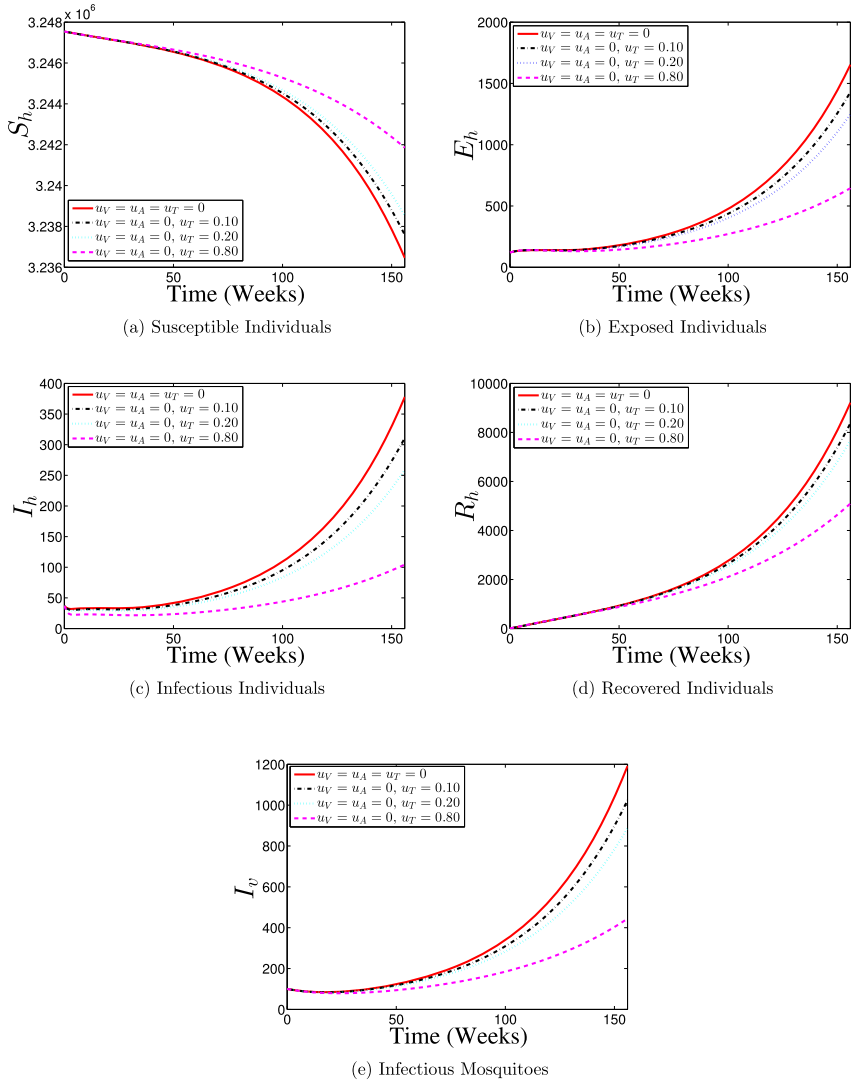 × 10⁶
3.248
3.246
3.244
3.242
3.24
3.238
3.236
S_h
u_V = u_A = u_T = 0
u_V = u_A = 0, u_T = 0.10
u_V = u_A = 0, u_T = 0.20
u_V = u_A = 0, u_T = 0.80
0 50 100 150
Time (Weeks)
(a) Susceptible Individuals
2000
1500
1000
500
0
E_h
u_V = u_A = u_T = 0
u_V = u_A = 0, u_T = 0.10
u_V = u_A = 0, u_T = 0.20
u_V = u_A = 0, u_T = 0.80
0 50 100 150
Time (Weeks)
(b) Exposed Individuals
400
350
300
250
200
150
100
50
0
I_h
u_V = u_A = u_T = 0
u_V = u_A = 0, u_T = 0.10
u_V = u_A = 0, u_T = 0.20
u_V = u_A = 0, u_T = 0.80
0 50 100 150
Time (Weeks)
(c) Infectious Individuals
10000
8000
6000
4000
2000
0
R_h
u_V = u_A = u_T = 0
u_V = u_A = 0, u_T = 0.10
u_V = u_A = 0, u_T = 0.20
u_V = u_A = 0, u_T = 0.80
0 50 100 150
Time (Weeks)
(d) Recovered Individuals
1200
1000
800
600
400
200
0
I_v
u_V = u_A = u_T = 0
u_V = u_A = 0, u_T = 0.10
u_V = u_A = 0, u_T = 0.20
u_V = u_A = 0, u_T = 0.80
0 50 100 150
Time (Weeks)
(e) Infectious Mosquitoes